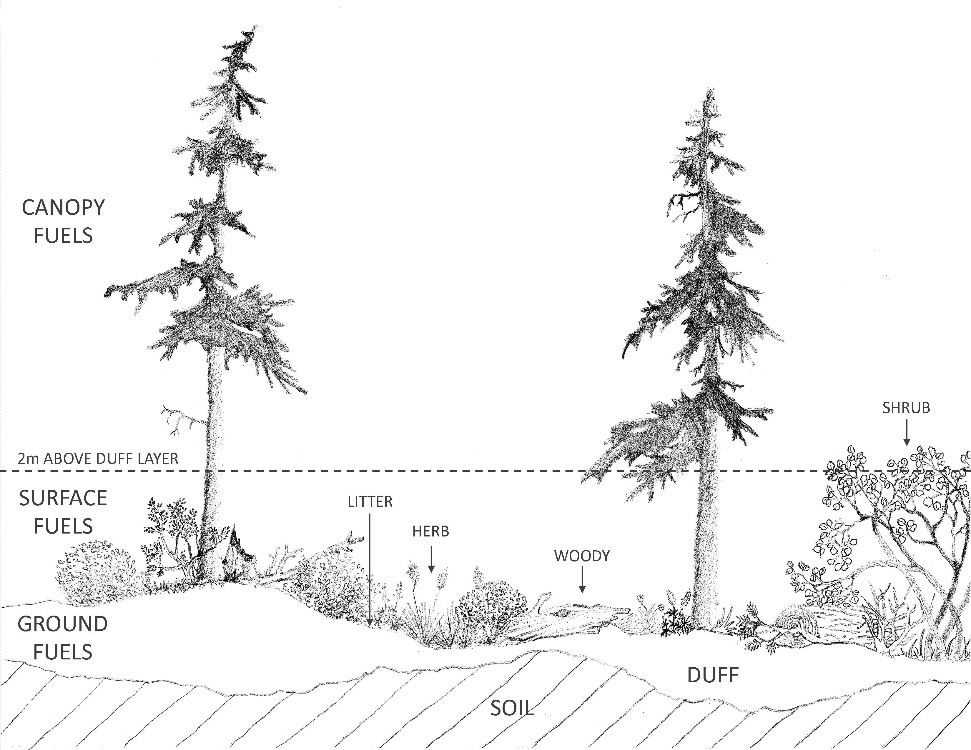 CANOPY
FUELS
SHRUB
2m ABOVE DUFF LAYER
SURFACE
FUELS
LITTER
HERB
WOODY
GROUND
FUELS
DUFF
SOIL